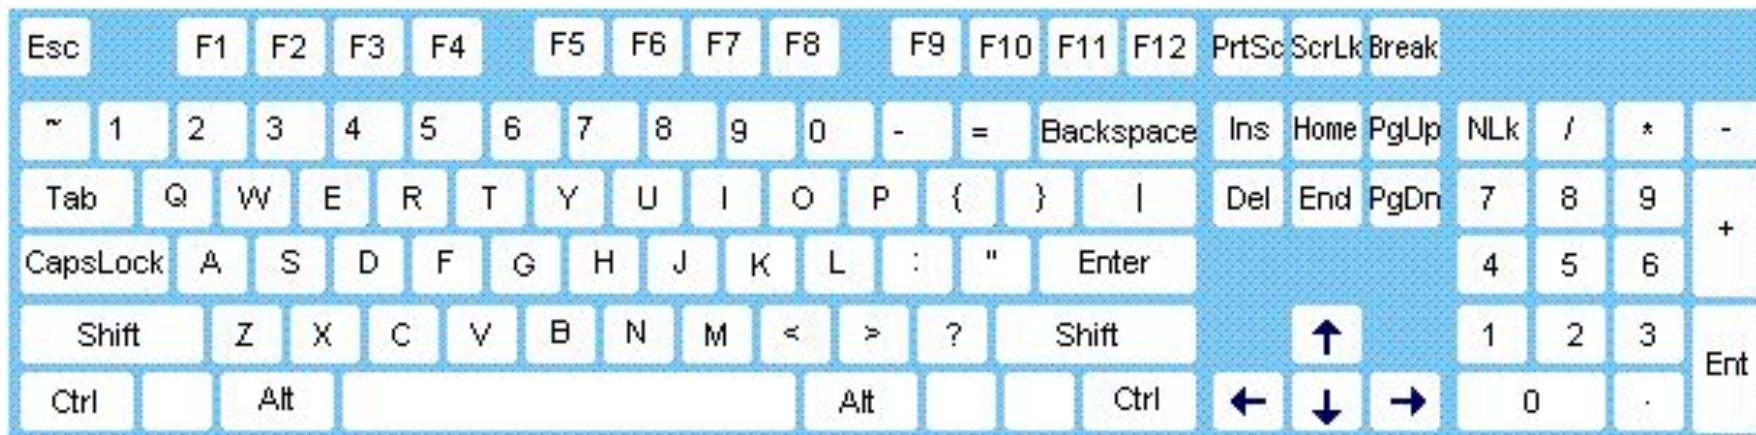 Esc F1 F2 F3 F4 F5 F6 F7 F8 F9 F10 F11 F12 PrtSc ScrLk Break
~ 1 2 3 4 5 6 7 8 9 0 - = Backspace Ins Home PgUp NLk / * -
Tab Q W E R T Y U I O P { } | Del End PgDn 7 8 9 +
CapsLock A S D F G H J K L : " Enter 4 5 6
Shift Z X C V B N M < > ? Shift ↑ 1 2 3 Ent
Ctrl Alt Alt Ctrl ← ↓ → 0 .